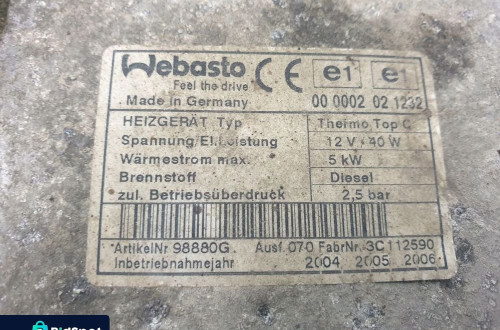 Webasto CE e1 e1
Feel the drive
Made in Germany 00 0002 02 1232
HEIZGERÄT Typ Thermo Top C
Spannung/El.Leistung 12 V · 40 W
Wärmestrom max. 5 kW
Brennstoff Diesel
zul. Betriebsüberdruck 2,5 bar
ArtikelNr 98880G. Ausf.070 FabrNr. 3C112590
Inbetriebnahmejahr 2004 2005 2006
BidSpot